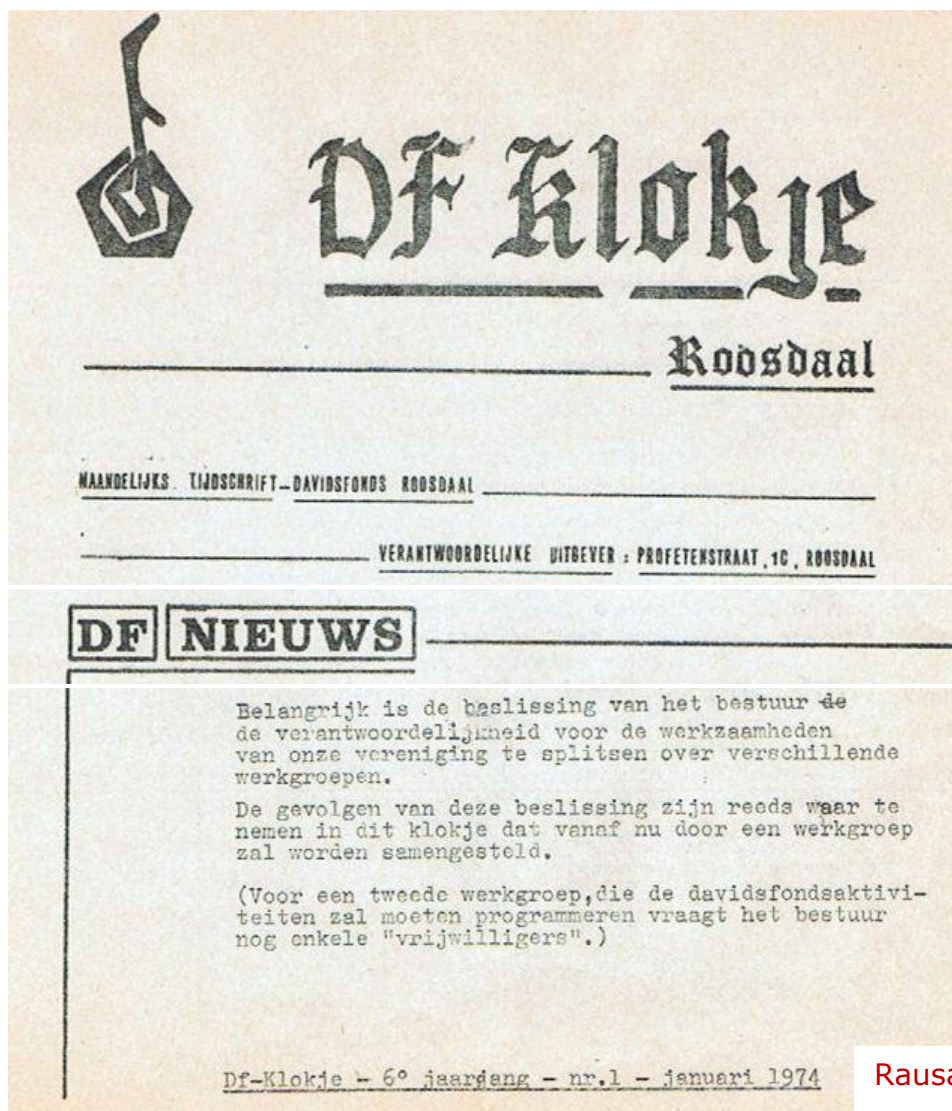 DF Klokje
Roosdaal
MAANDELIJKS TIJDSCHRIFT-DAVIDSFONDS ROOSDAAL
VERANTWOORDELIJKE UITGEVER : PROFETENSTRAAT, 1C, ROOSDAAL
DF NIEUWS
Belangrijk is de beslissing van het bestuur de
de verantwoordelijkheid voor de werkzaamheden
van onze vereniging te splitsen over verschillende
werkgroepen.
De gevolgen van deze beslissing zijn reeds waar te
nemen in dit klokje dat vanaf nu door een werkgroep
zal worden samengesteld.
(Voor een tweede werkgroep,die de davidsfondsaktivi-
teiten zal moeten programmeren vraagt het bestuur
nog enkele "vrijwilligers".)
Df-Klokje - 6° jaargang - nr.1 - januari 1974
Rausa